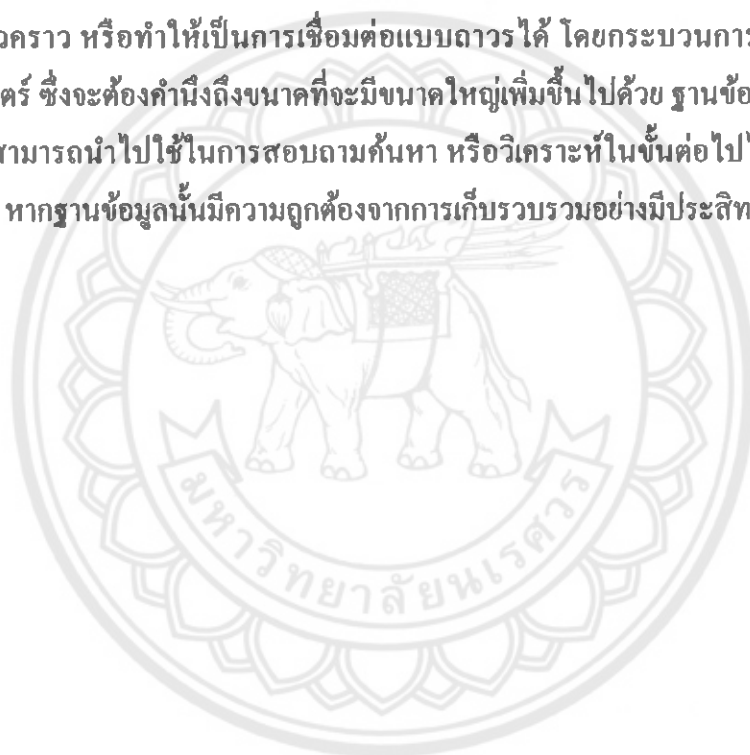 วคราว หรือทำให้เป็นการเชื่อมต่อแบบถาวรได้ โดยกระบวนการ
ตร์ ซึ่งจะต้องคำนึงถึงขนาดที่จะมีขนาดใหญ่เพิ่มขึ้นไปด้วย ฐานข้อ
สามารถนำไปใช้ในการสอบถามค้นหา หรือวิเคราะห์ในขั้นต่อไป
หากฐานข้อมูลนั้นมีความถูกต้องจากการเก็บรวบรวมอย่างมีประสิท
มหาวิทยาลัยนเรศวร